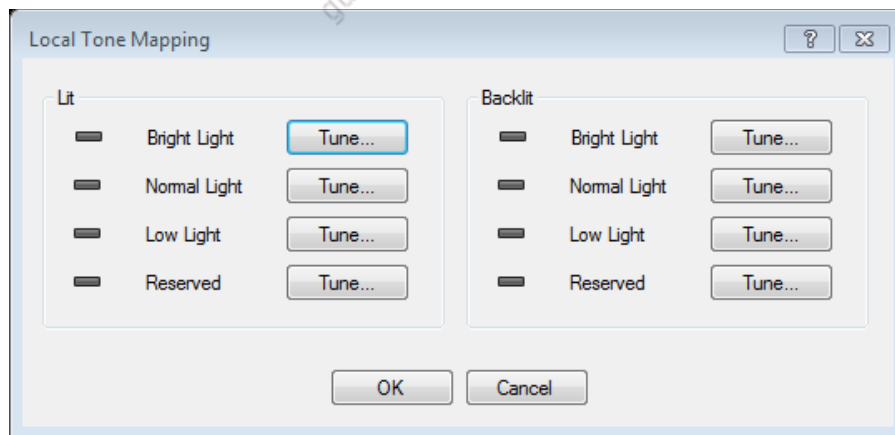 Local Tone Mapping
?
Lit
Bright Light Tune...
Normal Light Tune...
Low Light Tune...
Reserved Tune...
Backlit
Bright Light Tune...
Normal Light Tune...
Low Light Tune...
Reserved Tune...
OK Cancel